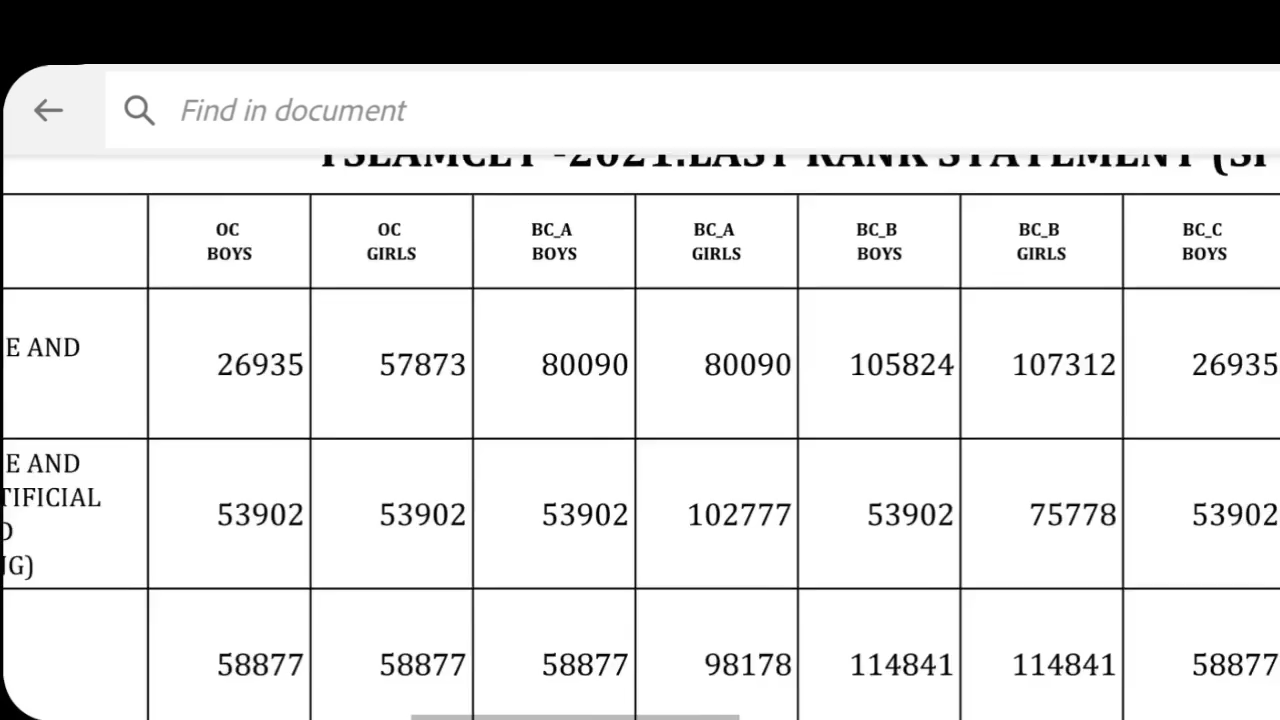 Find in document
TSEAMCET -2021:LAST RANK STATEMENT
OC BOYS OC GIRLS BC_A BOYS BC_A GIRLS BC_B BOYS BC_B GIRLS BC_C BOYS
E AND 26935 57873 80090 80090 105824 107312 26935
E AND
TIFICIAL
53902 53902 53902 102777 53902 75778 53902
NG)
58877 58877 58877 98178 114841 114841 58877